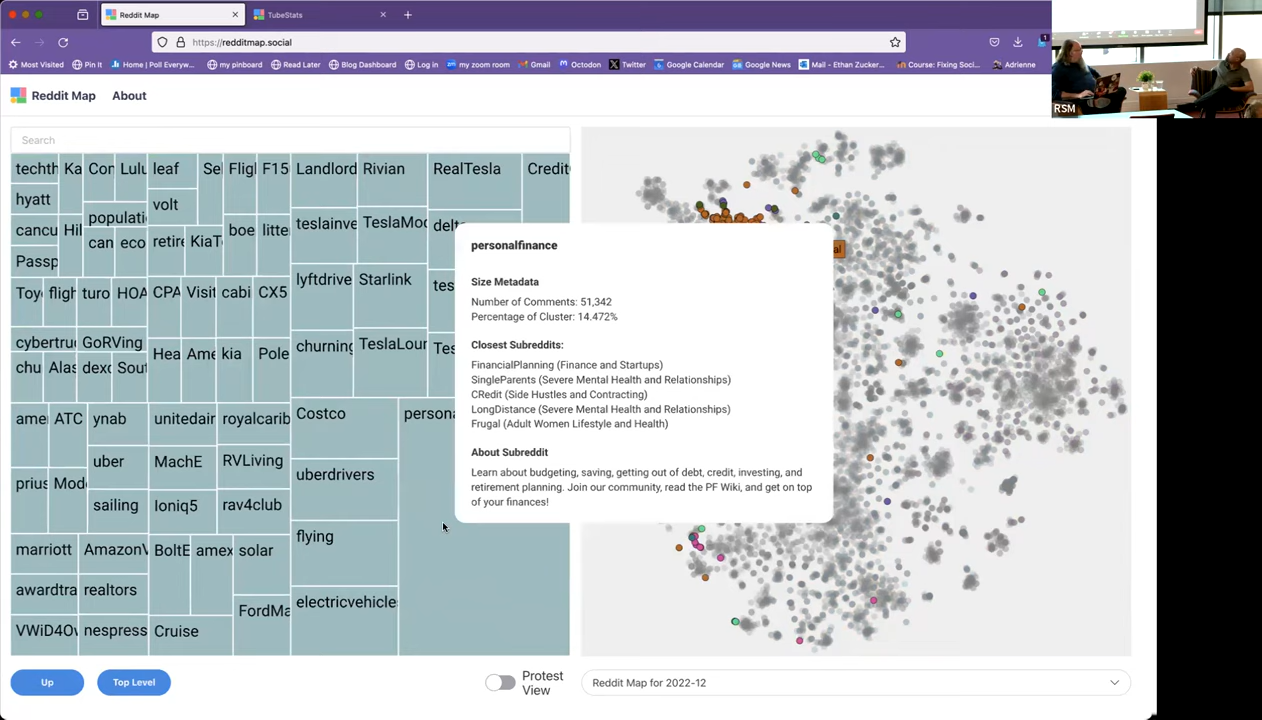 Reddit Map
TubeStats
https://redditmap.social
Most Visited
Pin It
Home | Poll Everyw...
my pinboard
Read Later
Blog Dashboard
Log in
my zoom room
Gmail
Octodon
Twitter
Google Calendar
Google News
Mail - Ethan Zucker...
Course: Fixing Soc...
Adrienne
RSM
Reddit Map
About
Search
techth
Ka
Con
Lulu
leaf
Sel
Flig
F15
Landlord
Rivian
RealTesla
Credit
hyatt
volt
populati
teslainve
TeslaMod
delt
cancu
Hil
can
eco
retire
KiaT
boe
litte
Passp
Toy
fligh
turo
HOA
CPA
Visit
cabi
CX5
lyftdrive
Starlink
tes
cybertru
GoRVing
churning
TeslaLour
Tes
chu
Alas
dexc
Sou
Hea
Ame
kia
Pole
ame
ATC
ynab
unitedair
royalcarib
Costco
persona
uber
MachE
RVLiving
uberdrivers
prius
Mod
sailing
Ioniq5
rav4club
flying
marriott
AmazonV
BoltE
amex
solar
awardtra
realtors
electricvehicle
FordMa
VWiD4Ov
nespress
Cruise
personalfinance
Size Metadata
Number of Comments: 51,342
Percentage of Cluster: 14.472%
Closest Subreddits:
FinancialPlanning (Finance and Startups)
SingleParents (Severe Mental Health and Relationships)
CRedit (Side Hustles and Contracting)
LongDistance (Severe Mental Health and Relationships)
Frugal (Adult Women Lifestyle and Health)
About Subreddit
Learn about budgeting, saving, getting out of debt, credit, investing, and
retirement planning. Join our community, read the PF Wiki, and get on top
of your finances!
al
Up
Top Level
Protest
View
Reddit Map for 2022-12